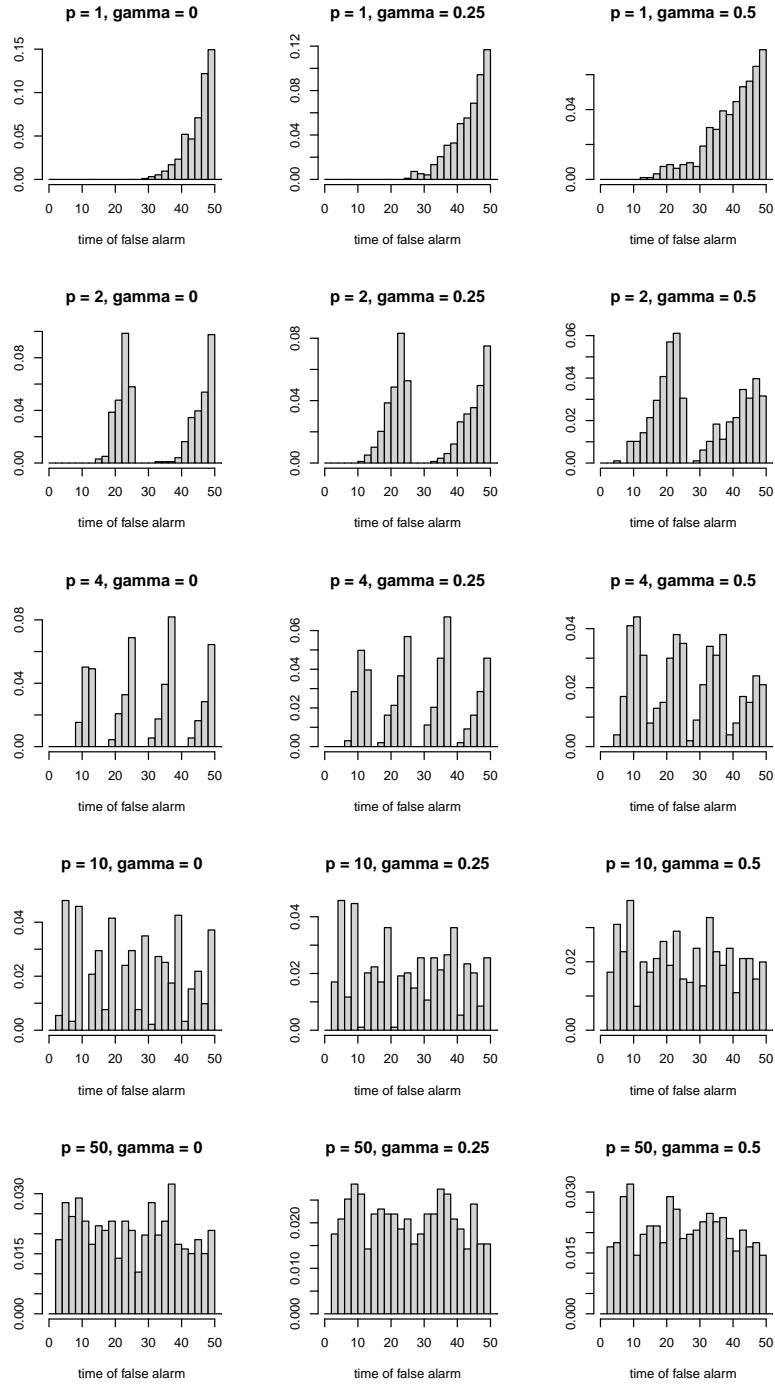 p = 1, gamma = 0
0.00 0.05 0.10 0.15
0 10 20 30 40 50
time of false alarm
p = 1, gamma = 0.25
0.00 0.04 0.08 0.12
0 10 20 30 40 50
time of false alarm
p = 1, gamma = 0.5
0.00 0.04
0 10 20 30 40 50
time of false alarm
p = 2, gamma = 0
0.00 0.04 0.08
0 10 20 30 40 50
time of false alarm
p = 2, gamma = 0.25
0.00 0.04 0.08
0 10 20 30 40 50
time of false alarm
p = 2, gamma = 0.5
0.00 0.02 0.04 0.06
0 10 20 30 40 50
time of false alarm
p = 4, gamma = 0
0.00 0.04 0.08
0 10 20 30 40 50
time of false alarm
p = 4, gamma = 0.25
0.00 0.02 0.04 0.06
0 10 20 30 40 50
time of false alarm
p = 4, gamma = 0.5
0.00 0.02 0.04
0 10 20 30 40 50
time of false alarm
p = 10, gamma = 0
0.00 0.02 0.04
0 10 20 30 40 50
time of false alarm
p = 10, gamma = 0.25
0.00 0.02 0.04
0 10 20 30 40 50
time of false alarm
p = 10, gamma = 0.5
0.00 0.02
0 10 20 30 40 50
time of false alarm
p = 50, gamma = 0
0.000 0.015 0.030
0 10 20 30 40 50
time of false alarm
p = 50, gamma = 0.25
0.000 0.010 0.020
0 10 20 30 40 50
time of false alarm
p = 50, gamma = 0.5
0.000 0.015 0.030
0 10 20 30 40 50
time of false alarm